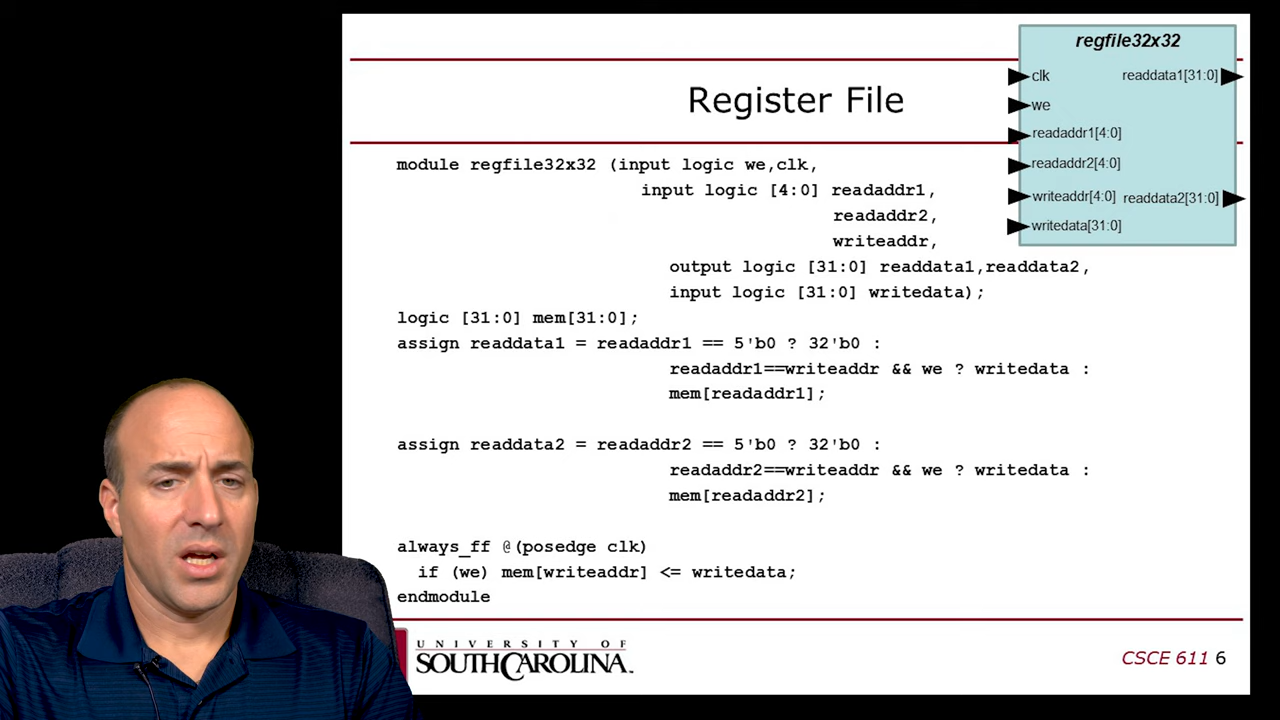 regfile32x32
clk
readdata1[31:0]
we
readaddr1[4:0]
readaddr2[4:0]
writeaddr[4:0]
readdata2[31:0]
writedata[31:0]
Register File
module regfile32x32 (input logic we,clk,
input logic [4:0] readaddr1,
readaddr2,
writeaddr,
output logic [31:0] readdata1,readdata2,
input logic [31:0] writedata);
logic [31:0] mem[31:0];
assign readdata1 = readaddr1 == 5'b0 ? 32'b0 :
readaddr1==writeaddr && we ? writedata :
mem[readaddr1];
assign readdata2 = readaddr2 == 5'b0 ? 32'b0 :
readaddr2==writeaddr && we ? writedata :
mem[readaddr2];
always_ff @(posedge clk)
if (we) mem[writeaddr] <= writedata;
endmodule
UNIVERSITY OF
SOUTH CAROLINA
CSCE 611 6